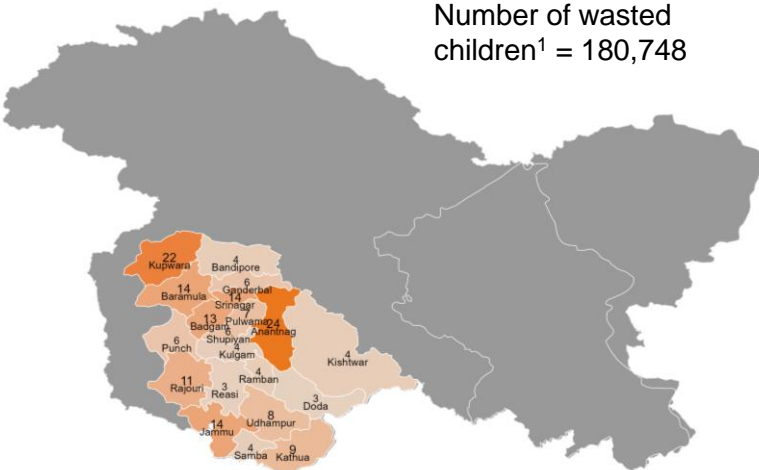 Number of wasted
children¹ = 180,748
22
Kupwara
4
Bandipore
14
Baramula
6
Ganderbal
14
Srinagar
13
Badgam
7
Pulwama
24
Anantnag
6
Shupiyan
6
Punch
4
Kulgam
4
Kishtwar
11
Rajouri
3
Reasi
4
Ramban
3
Doda
14
Jammu
8
Udhampur
4
Samba
9
Kathua